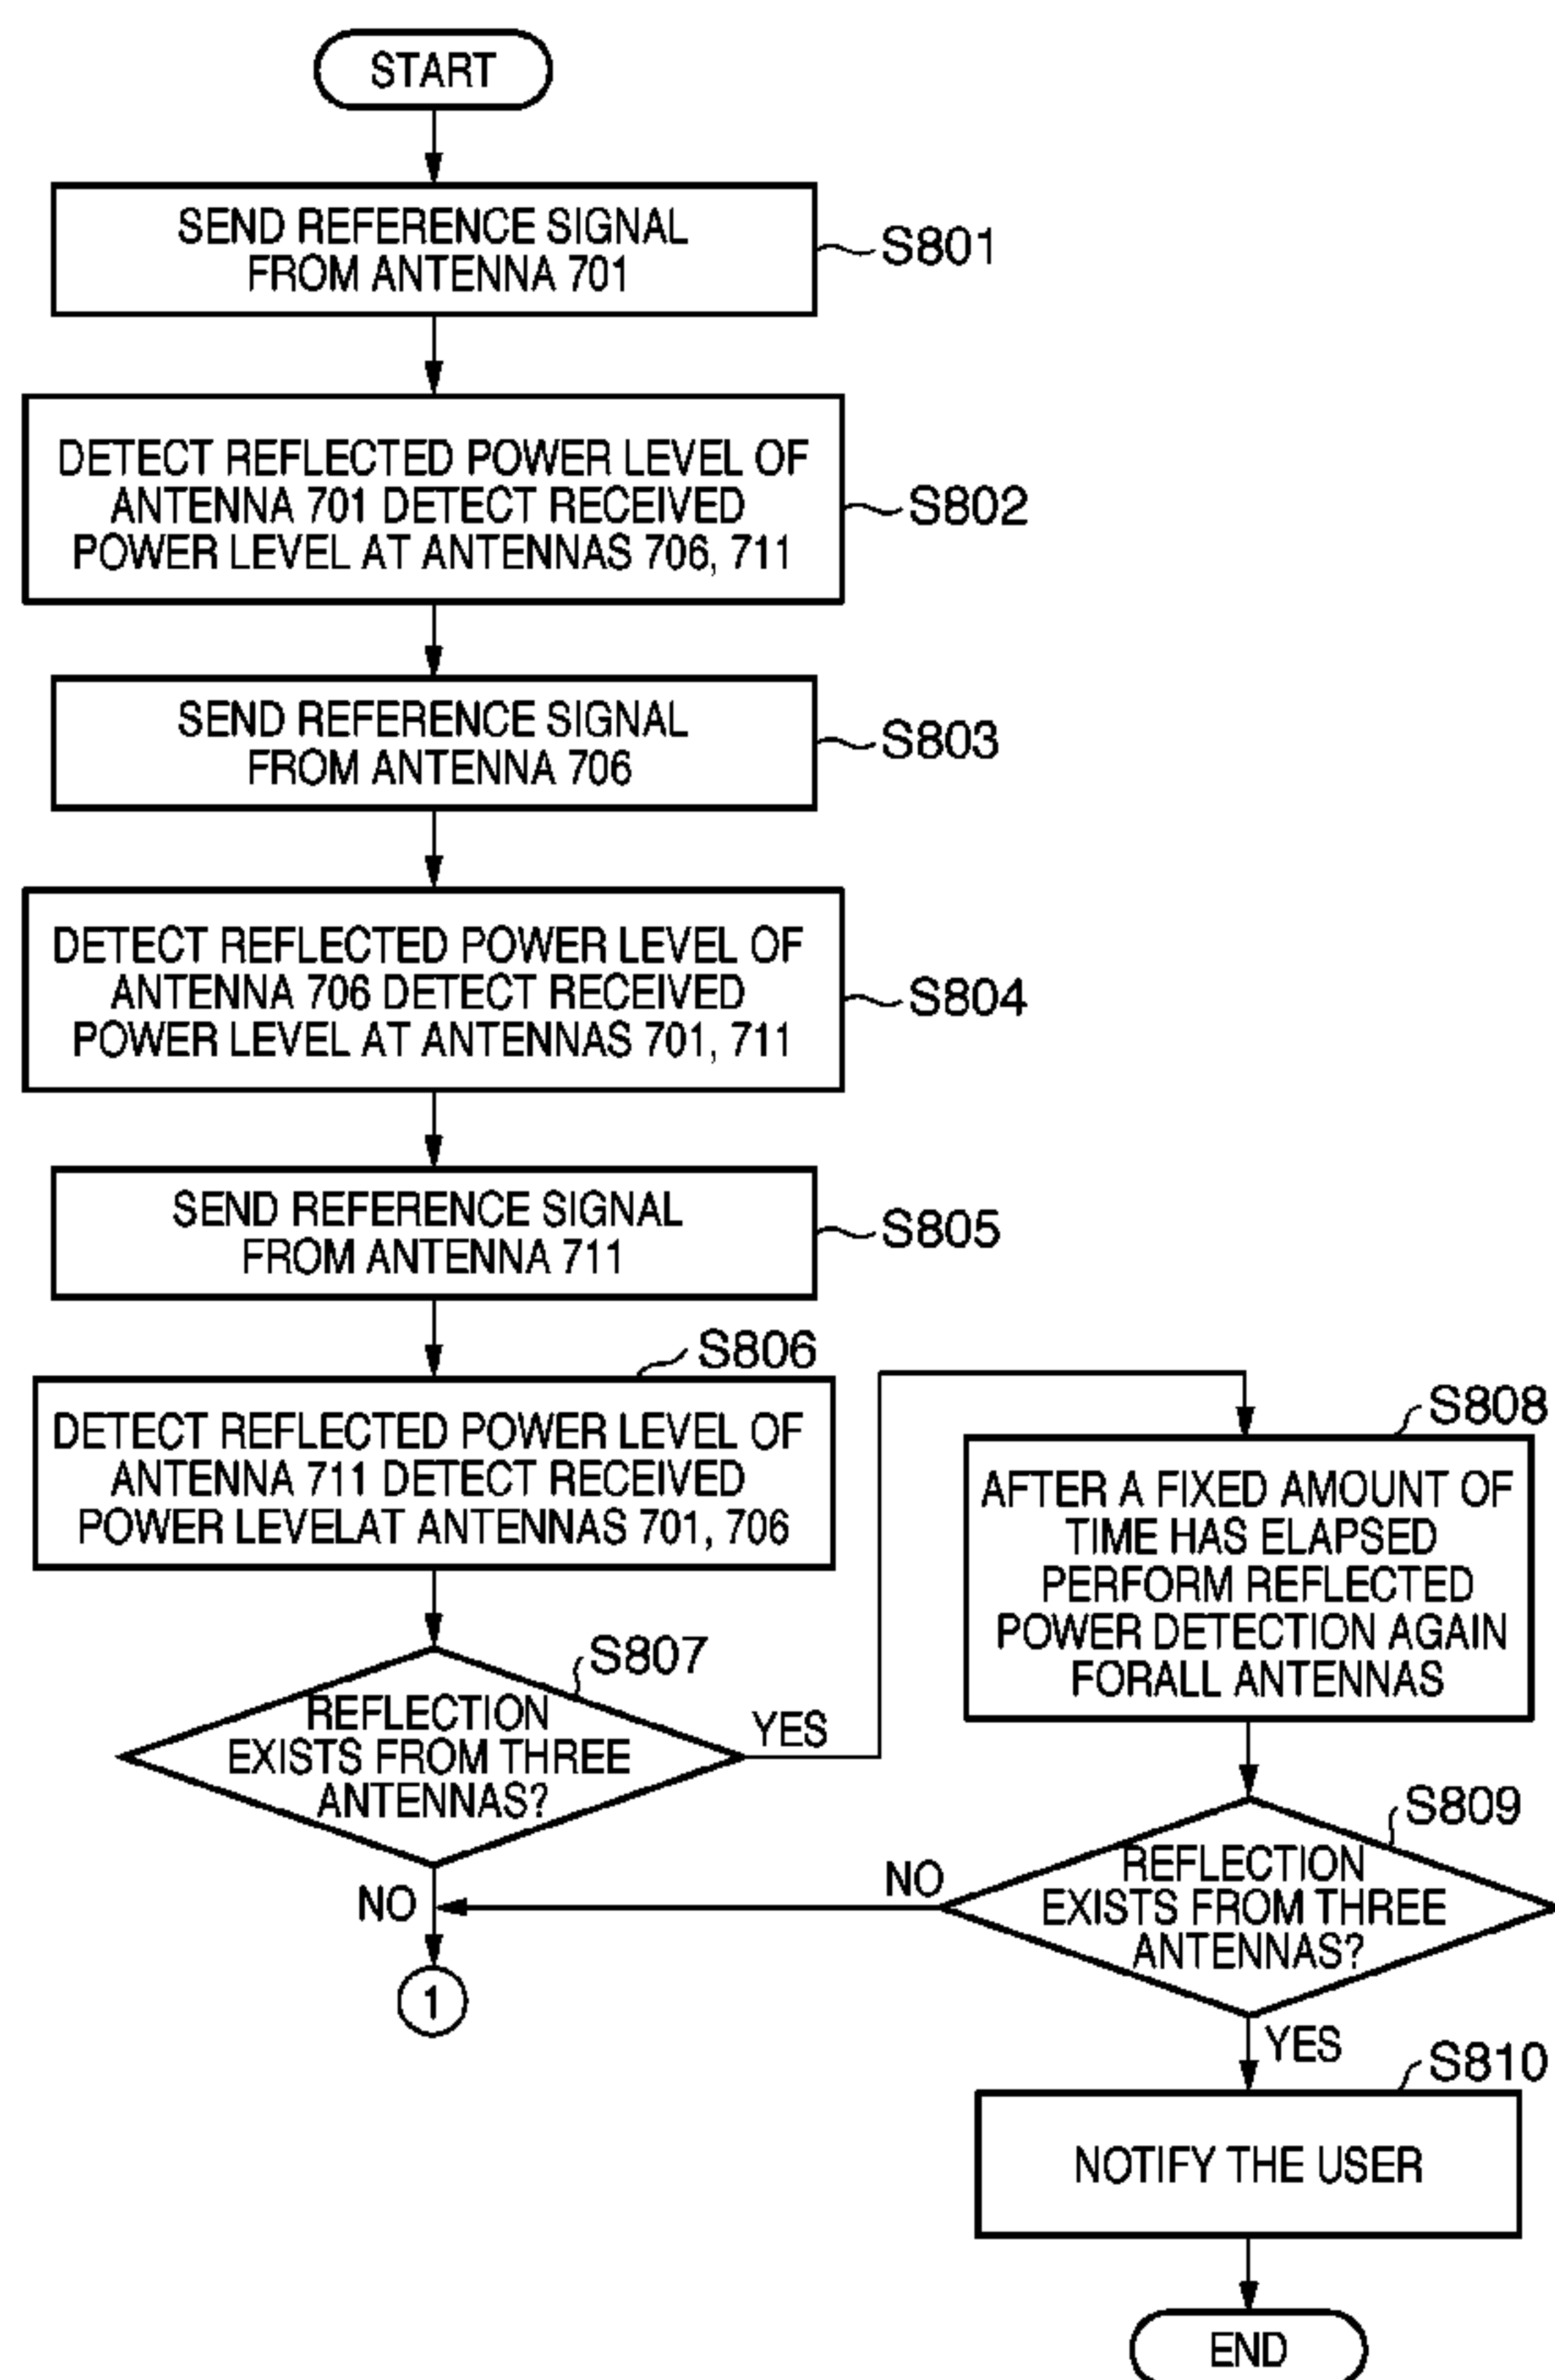 START
SEND REFERENCE SIGNAL
FROM ANTENNA 701
S801
DETECT REFLECTED POWER LEVEL OF
ANTENNA 701 DETECT RECEIVED
POWER LEVEL AT ANTENNAS 706, 711
S802
SEND REFERENCE SIGNAL
FROM ANTENNA 706
S803
DETECT REFLECTED POWER LEVEL OF
ANTENNA 706 DETECT RECEIVED
POWER LEVEL AT ANTENNAS 701, 711
S804
SEND REFERENCE SIGNAL
FROM ANTENNA 711
S805
S806
DETECT REFLECTED POWER LEVEL OF
ANTENNA 711 DETECT RECEIVED
POWER LEVELAT ANTENNAS 701, 706
S807
REFLECTION
EXISTS FROM THREE
ANTENNAS?
YES
NO
1
S808
AFTER A FIXED AMOUNT OF
TIME HAS ELAPSED
PERFORM REFLECTED
POWER DETECTION AGAIN
FORALL ANTENNAS
S809
REFLECTION
EXISTS FROM THREE
ANTENNAS?
NO
YES
S810
NOTIFY THE USER
END